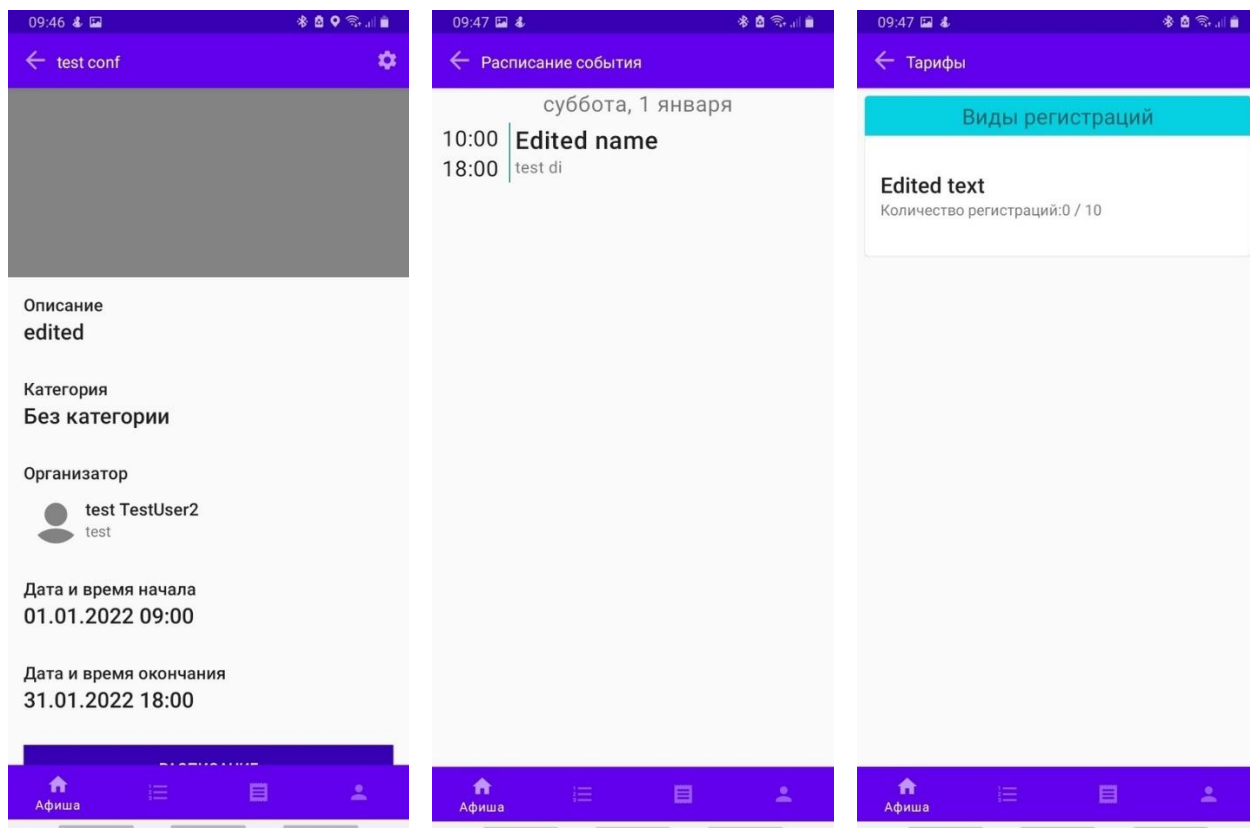 09:46
test conf
Описание
edited
Категория
Без категории
Организатор
test TestUser2
test
Дата и время начала
01.01.2022 09:00
Дата и время окончания
31.01.2022 18:00
Афиша
09:47
Расписание события
суббота, 1 января
10:00 Edited name
18:00 test di
Афиша
09:47
Тарифы
Виды регистраций
Edited text
Количество регистраций:0 / 10
Афиша